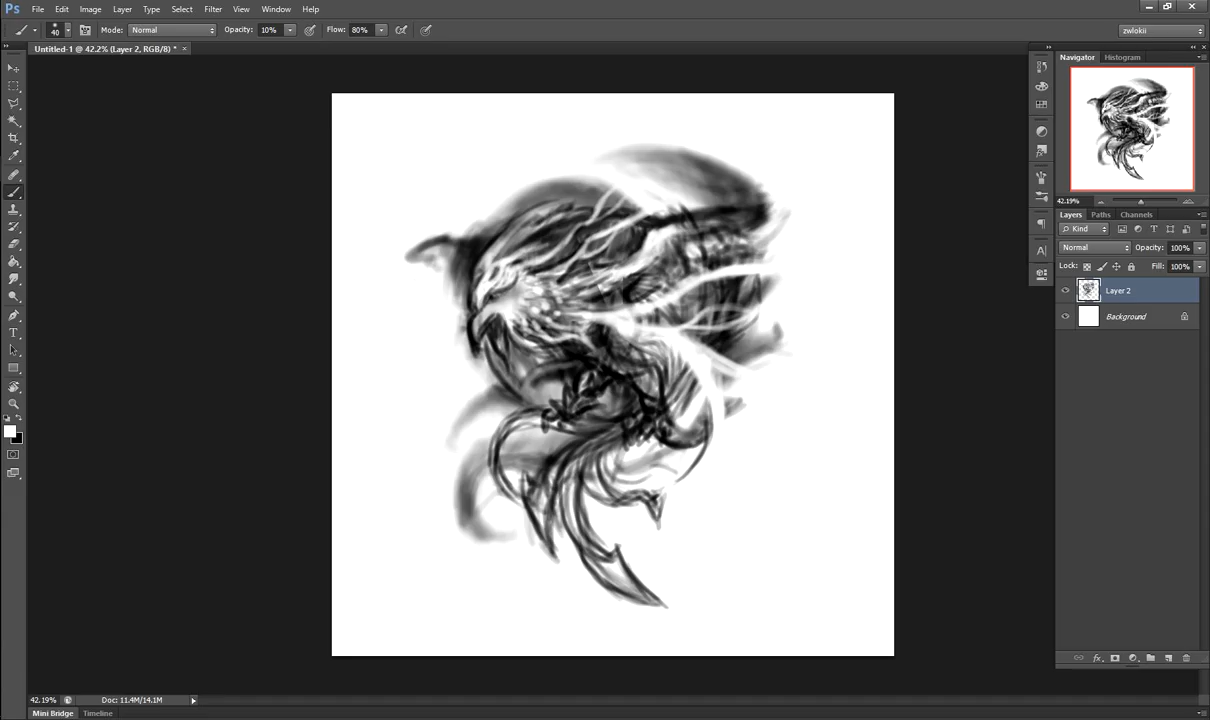 Ps File Edit Image Layer Type Select Filter View Window Help
40 Mode: Normal Opacity: 10% Flow: 80% zwlokii
Untitled-1 @ 42.2% (Layer 2, RGB/8) * ×
Navigator Histogram
42.19%
Layers Paths Channels
Kind T
Normal Opacity: 100%
Lock: Fill: 100%
Layer 2
Background
fx
42.19% Doc: 11.4M/14.1M
Mini Bridge Timeline